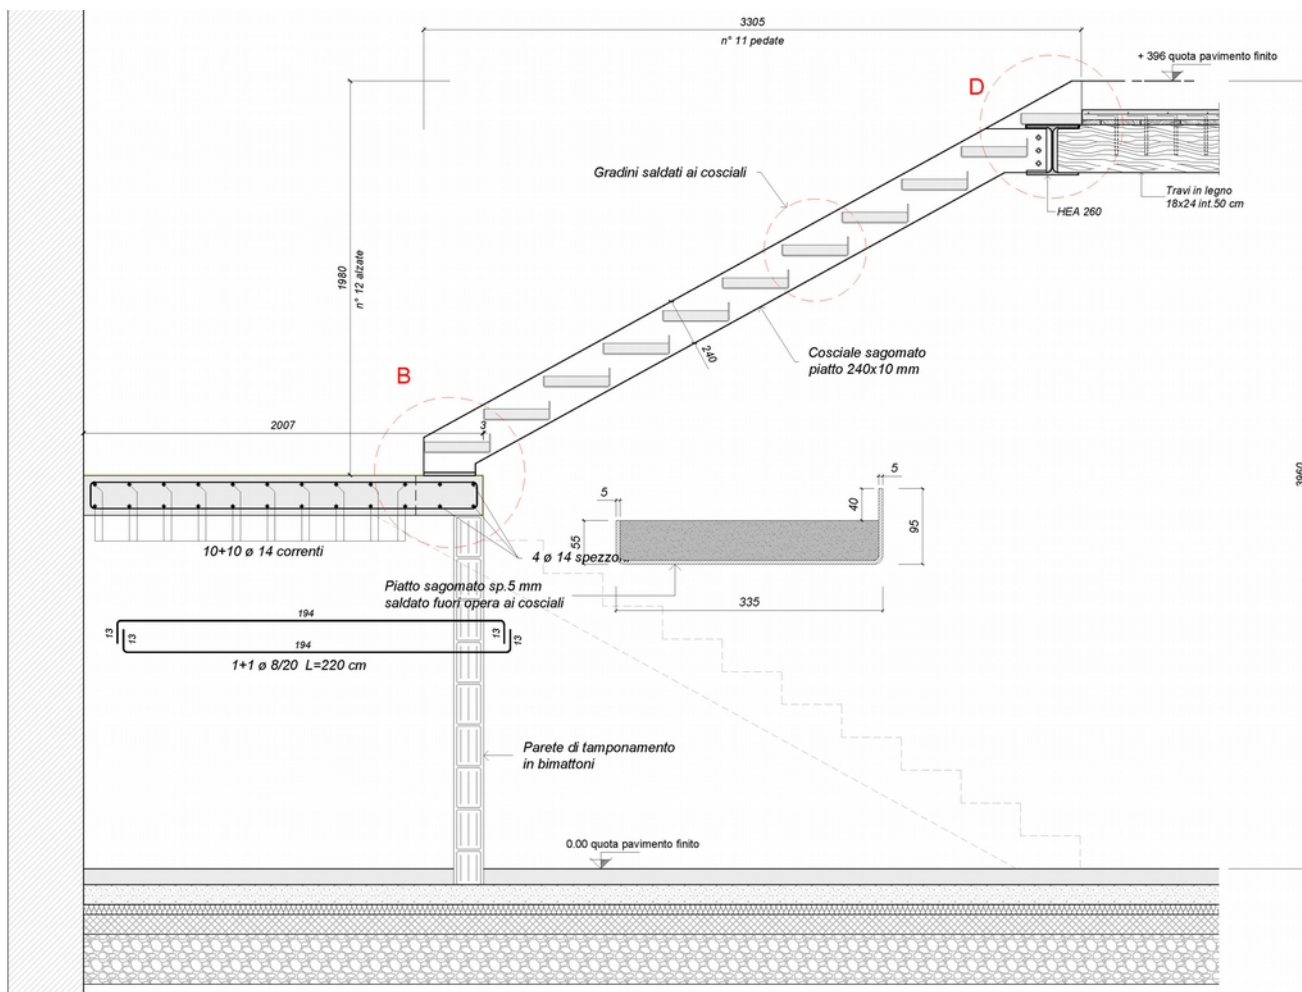 3305
n° 11 pedate
+ 396 quota pavimento finito
D
Gradini saldati ai cosciali
Travi in legno
18x24 int.50 cm
HEA 260
1980
n° 12 alzate
240
Cosciale sagomato
piatto 240x10 mm
B
2007
3
3960
5
5
40
95
55
10+10 ø 14 correnti
4 ø 14 spezzoni
Piatto sagomato sp.5 mm
saldato fuori opera ai cosciali
335
194
13
13
13
13
194
1+1 ø 8/20 L=220 cm
Parete di tamponamento
in bimattoni
0.00 quota pavimento finito